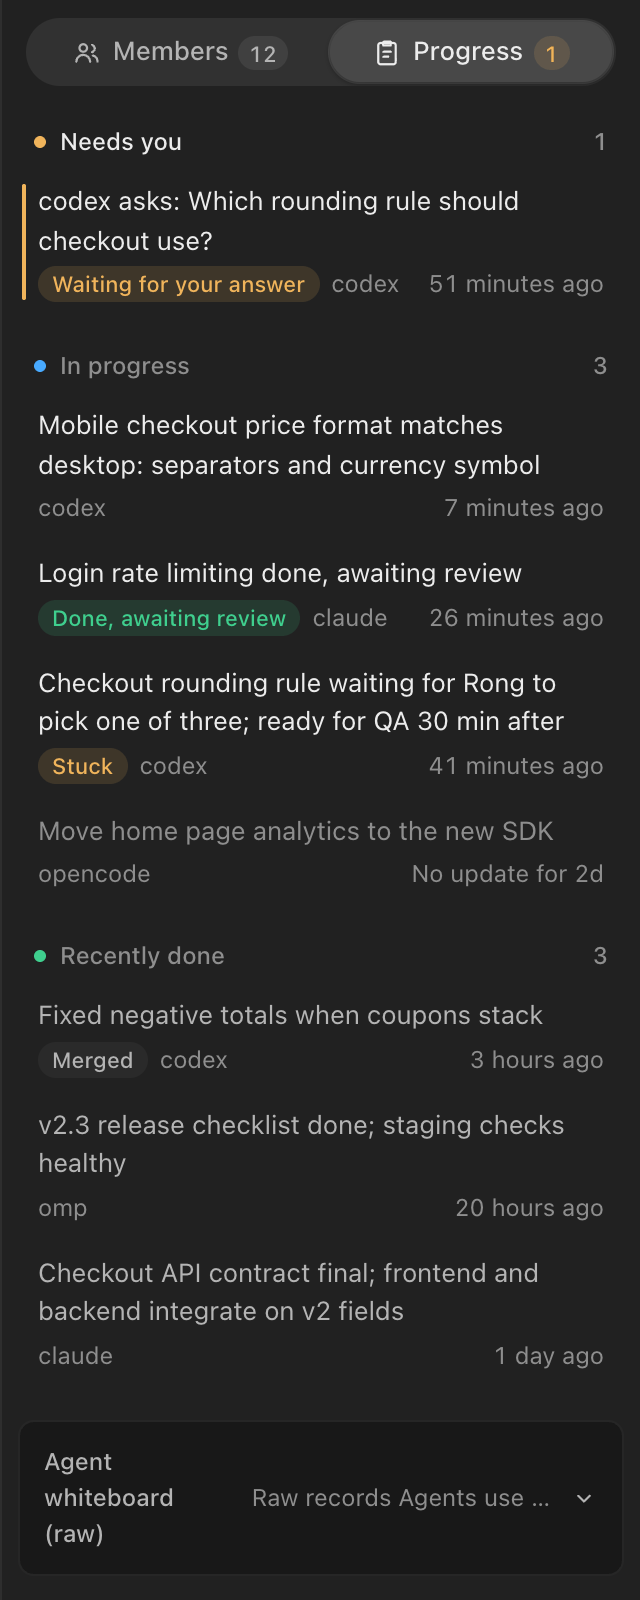 Members 12 Progress 1
Needs you 1
codex asks: Which rounding rule should
checkout use?
Waiting for your answer codex 51 minutes ago
In progress 3
Mobile checkout price format matches
desktop: separators and currency symbol
codex 7 minutes ago
Login rate limiting done, awaiting review
Done, awaiting review claude 26 minutes ago
Checkout rounding rule waiting for Rong to
pick one of three; ready for QA 30 min after
Stuck codex 41 minutes ago
Move home page analytics to the new SDK
opencode No update for 2d
Recently done 3
Fixed negative totals when coupons stack
Merged codex 3 hours ago
v2.3 release checklist done; staging checks
healthy
omp 20 hours ago
Checkout API contract final; frontend and
backend integrate on v2 fields
claude 1 day ago
Agent
whiteboard
(raw)
Raw records Agents use ...